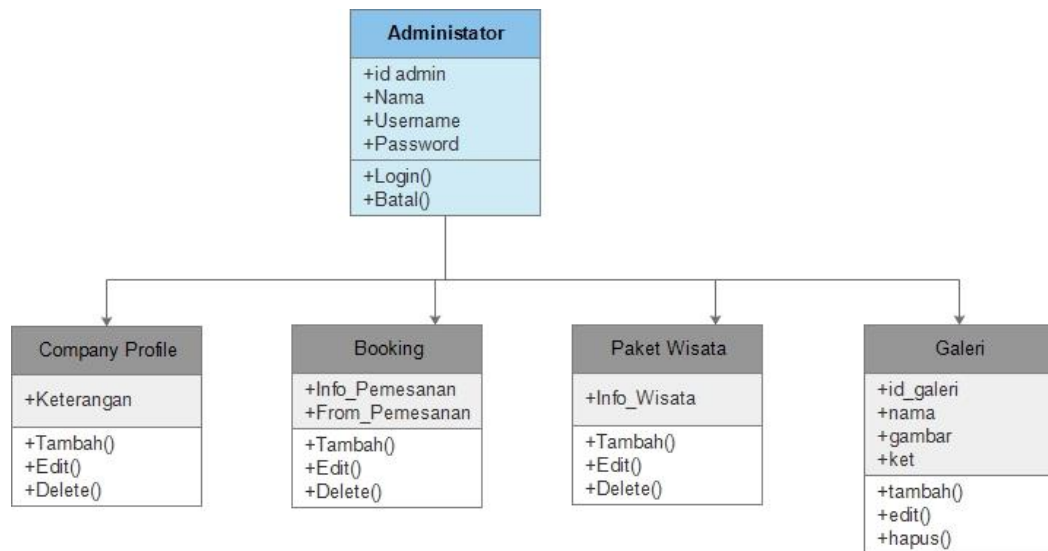 Administator
+id admin
+Nama
+Username
+Password
+Login()
+Batal()
Company Profile
+Keterangan
+Tambah()
+Edit()
+Delete()
Booking
+Info_Pemesanan
+From_Pemesanan
+Tambah()
+Edit()
+Delete()
Paket Wisata
+Info_Wisata
+Tambah()
+Edit()
+Delete()
Galeri
+id_galeri
+nama
+gambar
+ket
+tambah()
+edit()
+hapus()